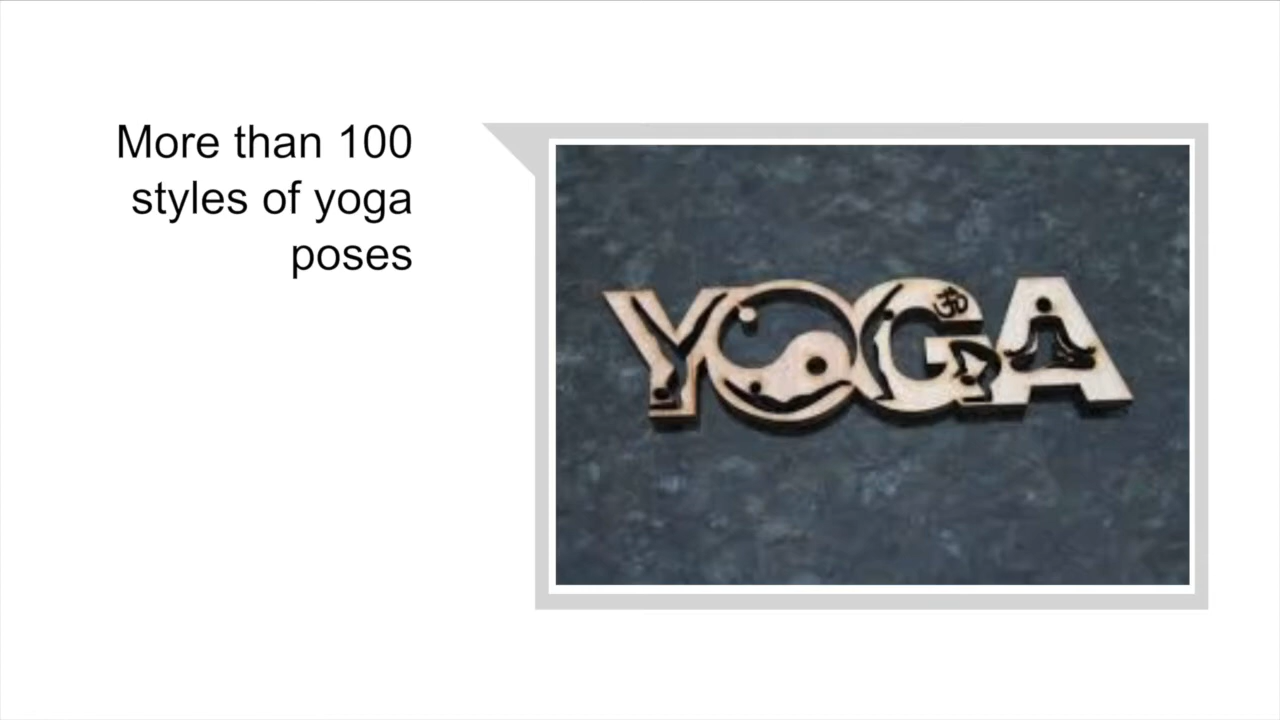 More than 100
styles of yoga
poses
YOGA
ॐ